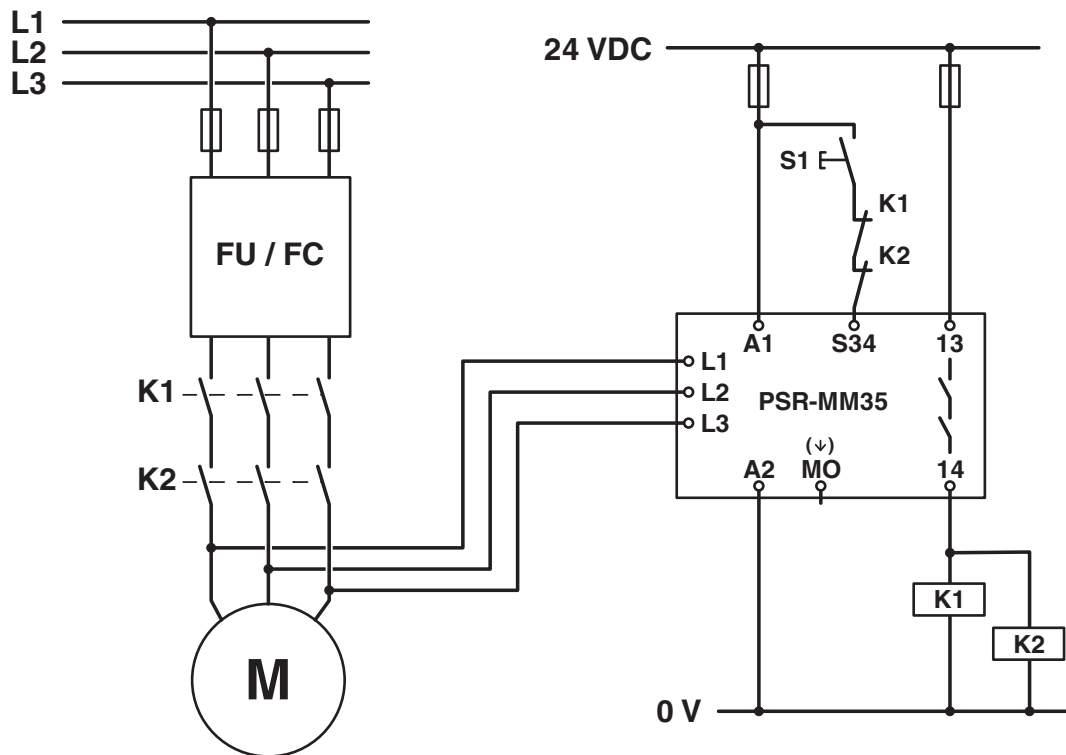 L1
L2
L3
FU / FC
K1
K2
M
24 VDC
S1
K1
K2
A1
S34
13
L1
L2
L3
PSR-MM35
(↓)
A2
MO
14
K1
K2
0 V